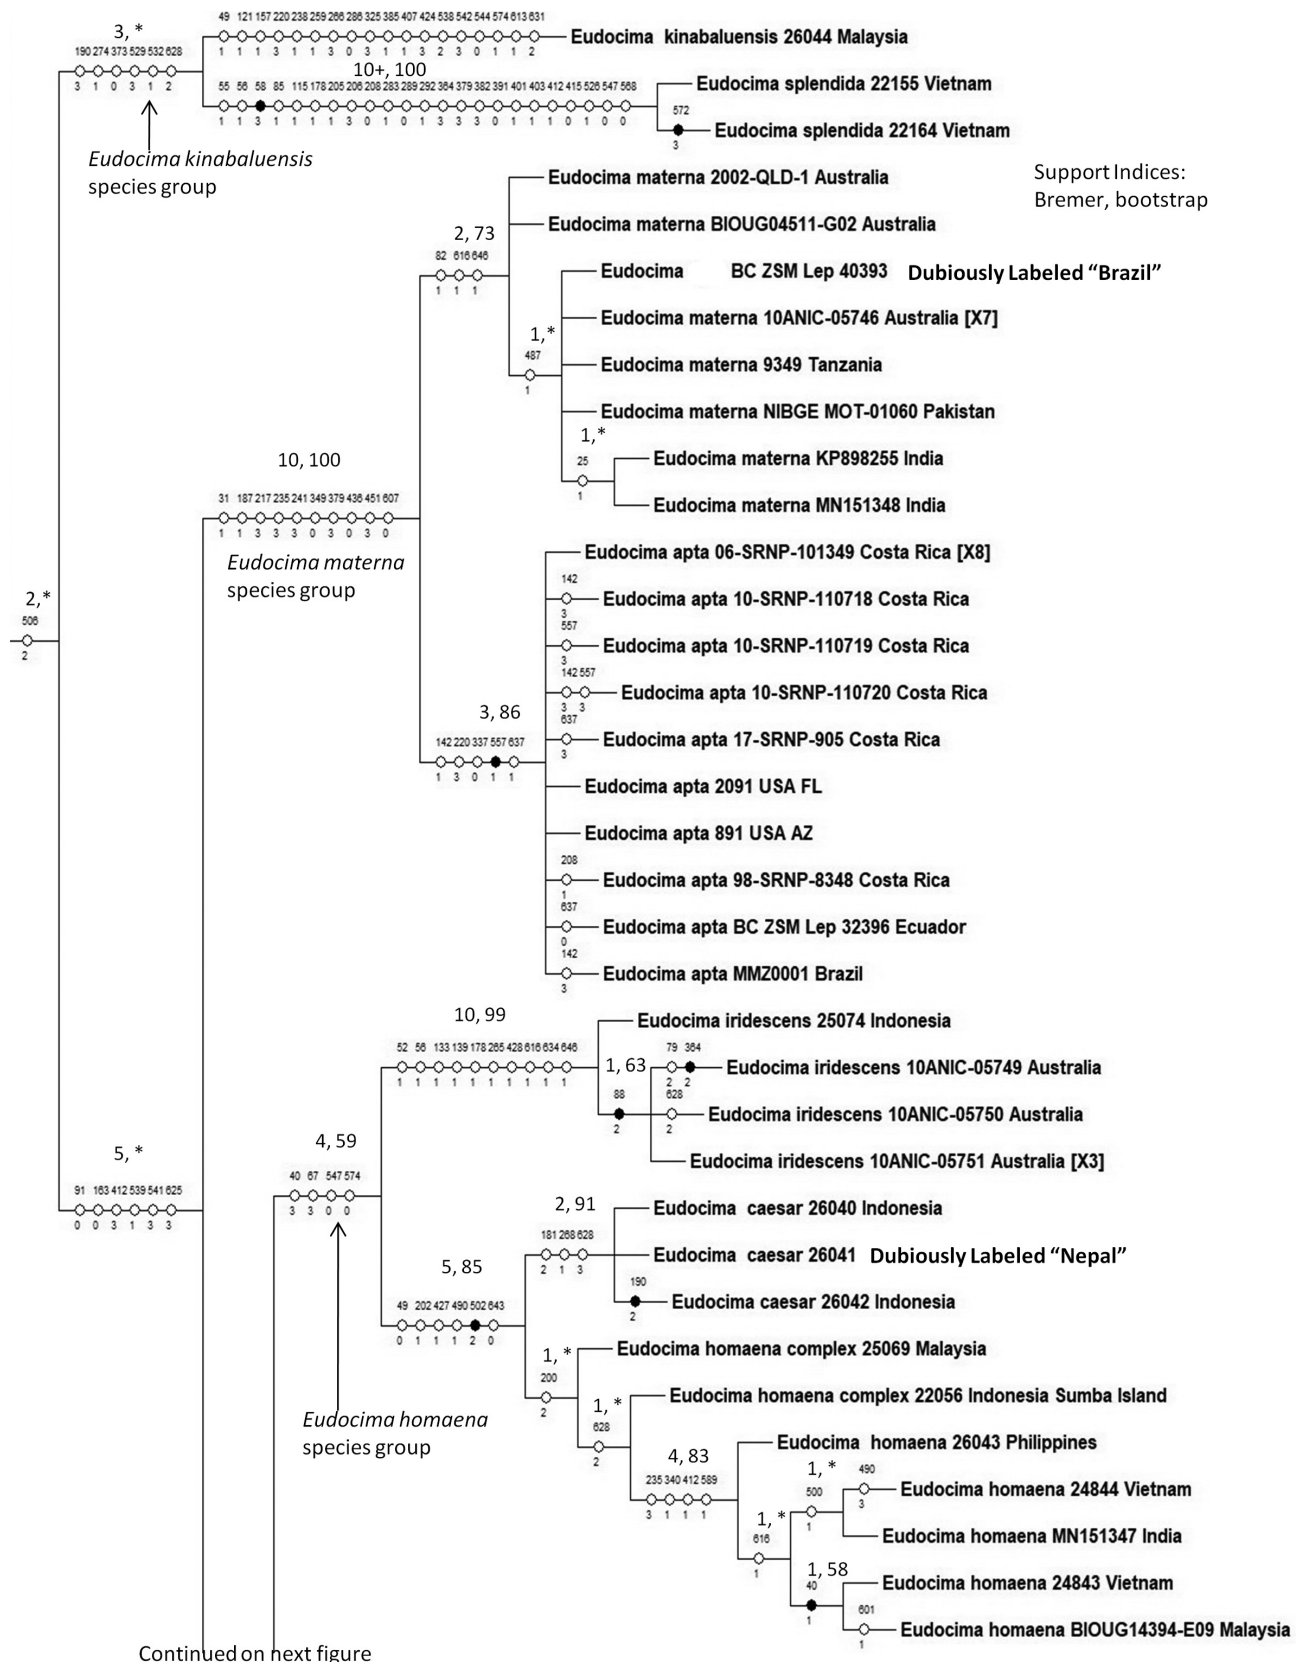 3, *
49 121 157 220 238 259 266 286 325 385 407 424 538 542 544 574 613 631
Eudocima kinabaluensis 26044 Malaysia
1 1 1 3 1 1 3 0 3 1 1 3 2 3 0 1 1 2
190 274 373 529 532 628
3 1 0 3 1 2
10+, 100
55 56 58 85 115 178 205 206 208 283 289 292 364 379 382 391 401 403 412 415 526 547 568
1 1 3 1 1 1 1 3 0 1 0 1 3 3 3 0 1 1 1 0 1 0 0
Eudocima splendida 22155 Vietnam
572
Eudocima splendida 22164 Vietnam
3
Eudocima kinabaluensis
species group
Support Indices:
Bremer, bootstrap
Eudocima materna 2002-QLD-1 Australia
2, 73
Eudocima materna BIOUG04511-G02 Australia
82 616 646
1 1 1
Eudocima BC ZSM Lep 40393 Dubiously Labeled “Brazil”
Eudocima materna 10ANIC-05746 Australia [X7]
1,*
487
1
Eudocima materna 9349 Tanzania
Eudocima materna NIBGE MOT-01060 Pakistan
1,*
25
1
Eudocima materna KP898255 India
Eudocima materna MN151348 India
10, 100
31 187 217 235 241 349 379 436 451 607
1 1 3 3 3 0 3 0 3 0
Eudocima materna
species group
Eudocima apta 06-SRNP-101349 Costa Rica [X8]
142
Eudocima apta 10-SRNP-110718 Costa Rica
3
557
Eudocima apta 10-SRNP-110719 Costa Rica
3
142 557
Eudocima apta 10-SRNP-110720 Costa Rica
3 3
637
Eudocima apta 17-SRNP-905 Costa Rica
3
3, 86
142 220 337 557 637
1 3 0 1 1
Eudocima apta 2091 USA FL
Eudocima apta 891 USA AZ
208
Eudocima apta 98-SRNP-8348 Costa Rica
1
637
Eudocima apta BC ZSM Lep 32396 Ecuador
0
142
Eudocima apta MMZ0001 Brazil
3
2,*
506
2
10, 99
52 56 133 139 178 265 428 616 634 646
1 1 1 1 1 1 1 1 1 1
Eudocima iridescens 25074 Indonesia
1, 63
79 364
Eudocima iridescens 10ANIC-05749 Australia
2 2
88
2
628
Eudocima iridescens 10ANIC-05750 Australia
2
Eudocima iridescens 10ANIC-05751 Australia [X3]
5, *
91 163 412 539 541 625
0 0 3 1 3 3
4, 59
40 67 547 574
3 3 0 0
2, 91
Eudocima caesar 26040 Indonesia
181 268 628
2 1 3
Eudocima caesar 26041 Dubiously Labeled “Nepal”
190
Eudocima caesar 26042 Indonesia
2
5, 85
49 202 427 490 502 643
0 1 1 1 2 0
1, *
200
2
Eudocima homaena complex 25069 Malaysia
1, *
628
2
Eudocima homaena complex 22056 Indonesia Sumba Island
Eudocima homaena
species group
4, 83
235 340 412 589
3 1 1 1
Eudocima homaena 26043 Philippines
1, *
500
1
490
Eudocima homaena 24844 Vietnam
3
1, *
616
1
Eudocima homaena MN151347 India
1, 58
40
1
Eudocima homaena 24843 Vietnam
601
Eudocima homaena BIOUG14394-E09 Malaysia
1
Continued on next figure